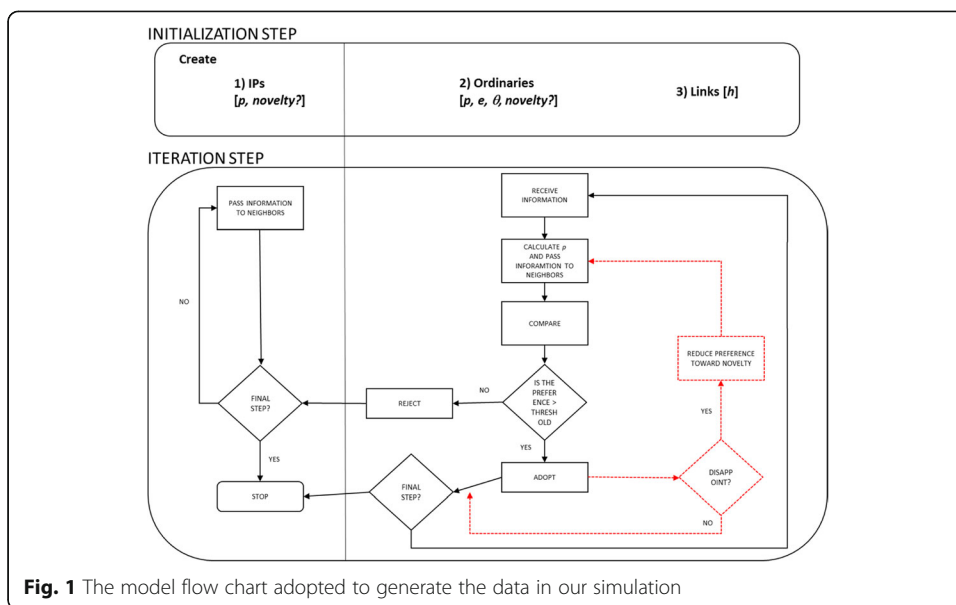 INITIALIZATION STEP
Create
1) IPs
[p, novelty?]
2) Ordinaries
[p, e, θ, novelty?]
3) Links [h]
ITERATION STEP
PASS INFORMATION
TO NEIGHBORS
NO
FINAL
STEP?
YES
STOP
RECEIVE
INFORMATION
CALCULATE p
AND PASS
INFORAMTION TO
NEIGHBORS
COMPARE
IS THE
PREFER
ENCE >
THRESH
OLD
NO
REJECT
YES
ADOPT
FINAL
STEP?
REDUCE PREFERENCE
TOWARD NOVELTY
YES
DISAPP
OINT?
NO
Fig. 1 The model flow chart adopted to generate the data in our simulation